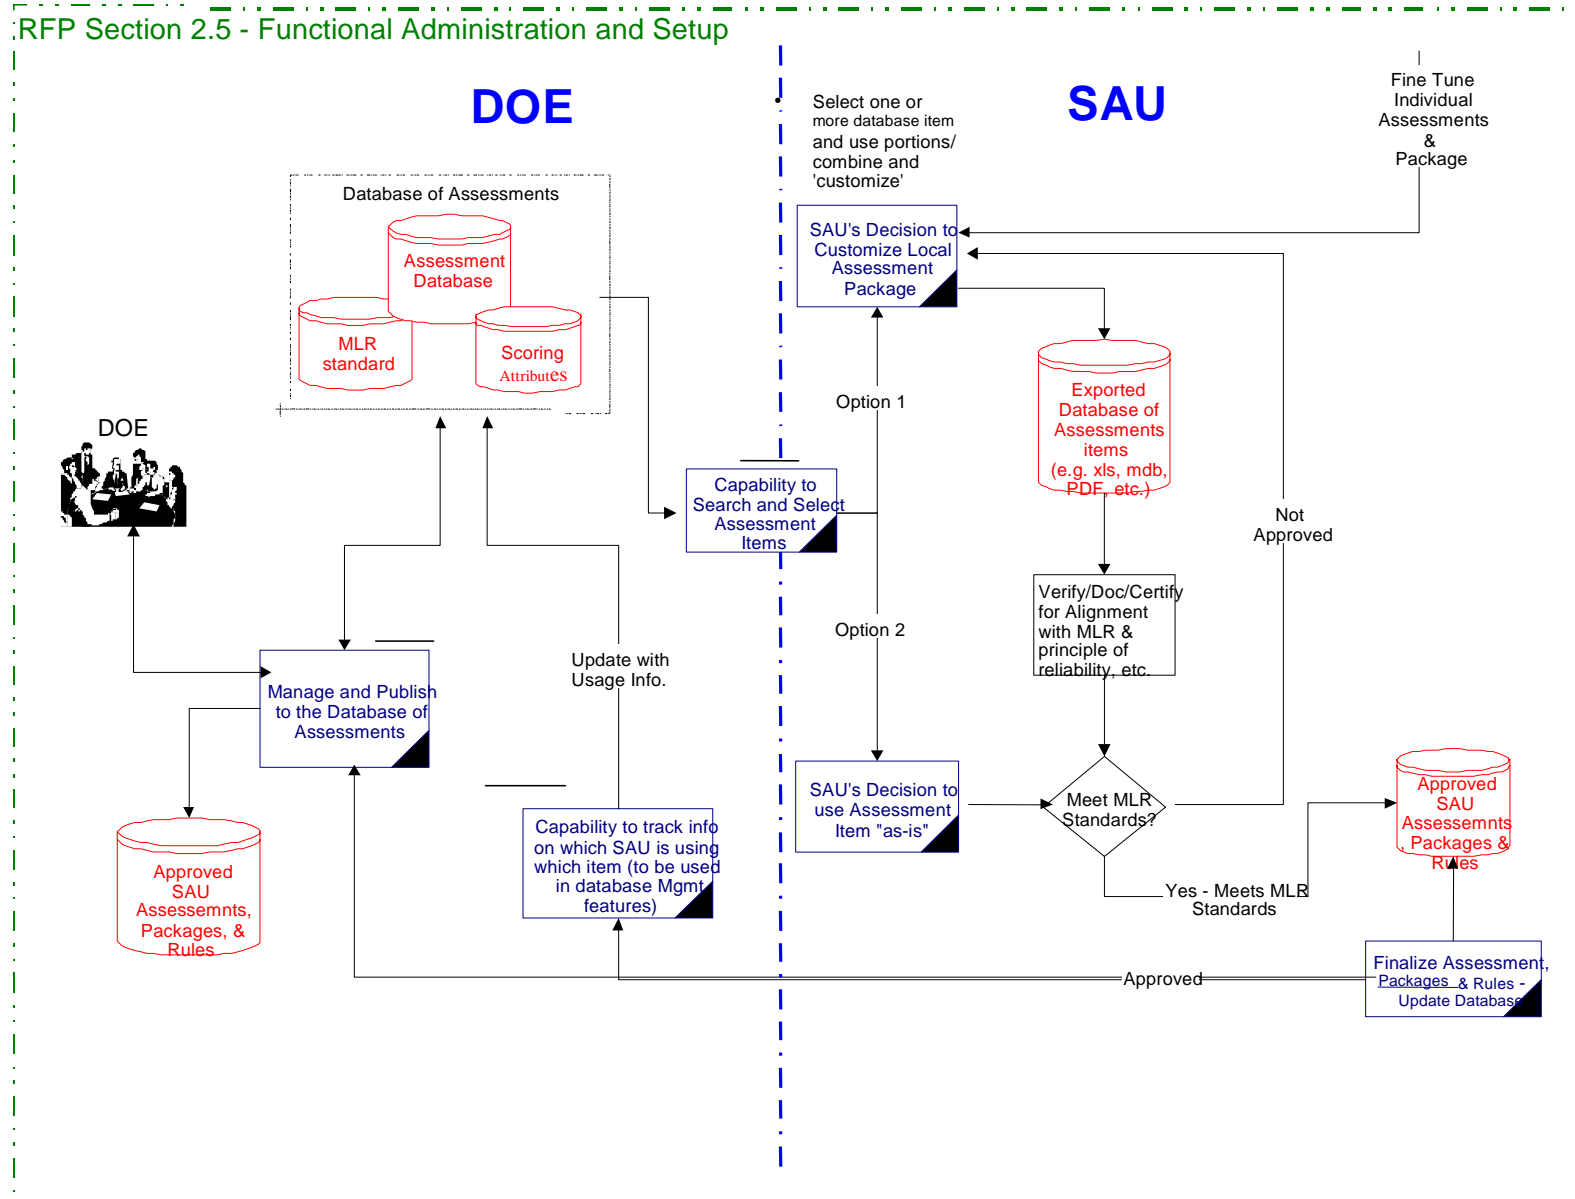 RFP Section 2.5 - Functional Administration and Setup
DOE
SAU
• Select one or
more database item
and use portions/
combine and
'customize'
Fine Tune
Individual
Assessments
&
Package
Database of Assessments
Assessment
Database
MLR
standard
Scoring
Attributes
SAU's Decision to
Customize Local
Assessment
Package
Option 1
Exported
Database of
Assessments
items
(e.g. xls, mdb,
PDF, etc.)
DOE
Capability to
Search and Select
Assessment
Items
Not
Approved
Verify/Doc/Certify
for Alignment
with MLR &
principle of
reliability, etc.
Option 2
Update with
Usage Info.
Manage and Publish
to the Database of
Assessments
SAU's Decision to
use Assessment
Item "as-is"
Meet MLR
Standards?
Approved
SAU
Assessemnts
, Packages &
Rules
Capability to track info
on which SAU is using
which item (to be used
in database Mgmt
features)
Approved
SAU
Assessemnts,
Packages, &
Rules
Yes - Meets MLR
Standards
Approved
Finalize Assessment,
Packages & Rules -
Update Database